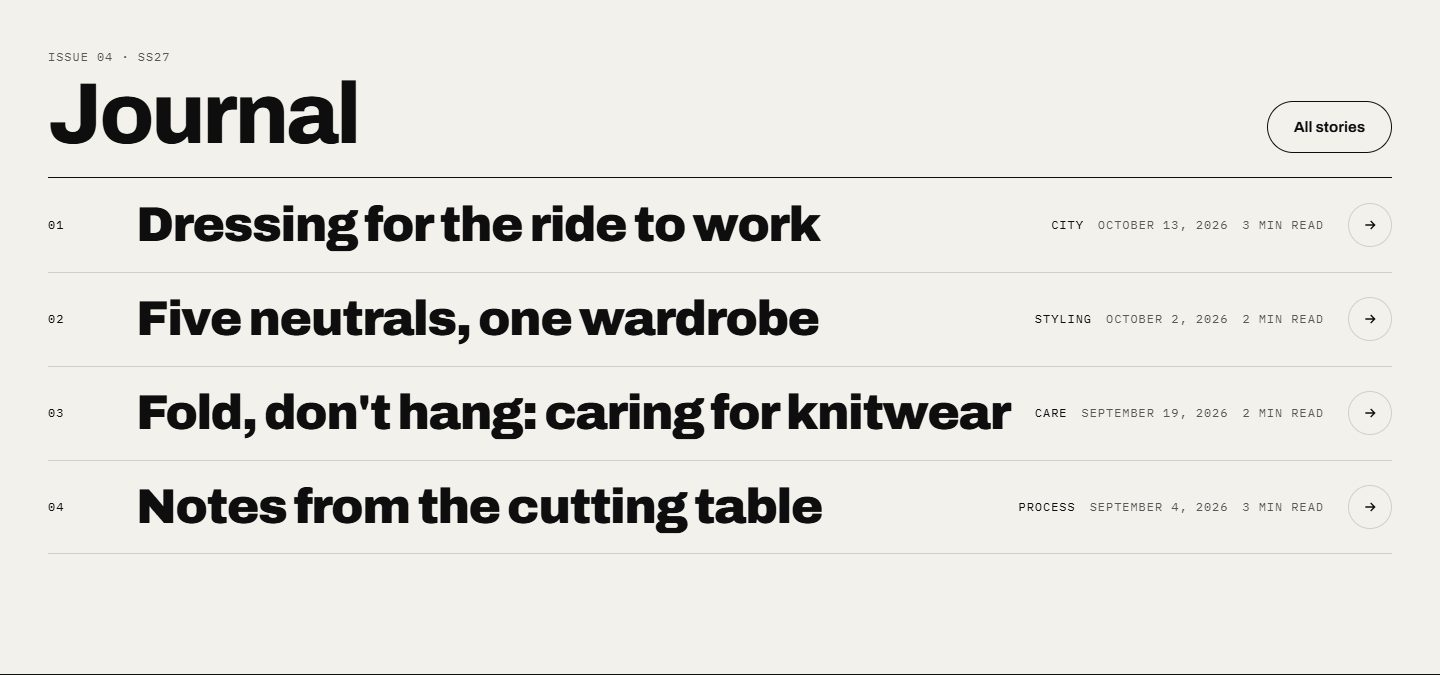 ISSUE 04 · SS27
Journal
All stories
01 Dressing for the ride to work CITY OCTOBER 13, 2026 3 MIN READ
02 Five neutrals, one wardrobe STYLING OCTOBER 2, 2026 2 MIN READ
03 Fold, don't hang: caring for knitwear CARE SEPTEMBER 19, 2026 2 MIN READ
04 Notes from the cutting table PROCESS SEPTEMBER 4, 2026 3 MIN READ